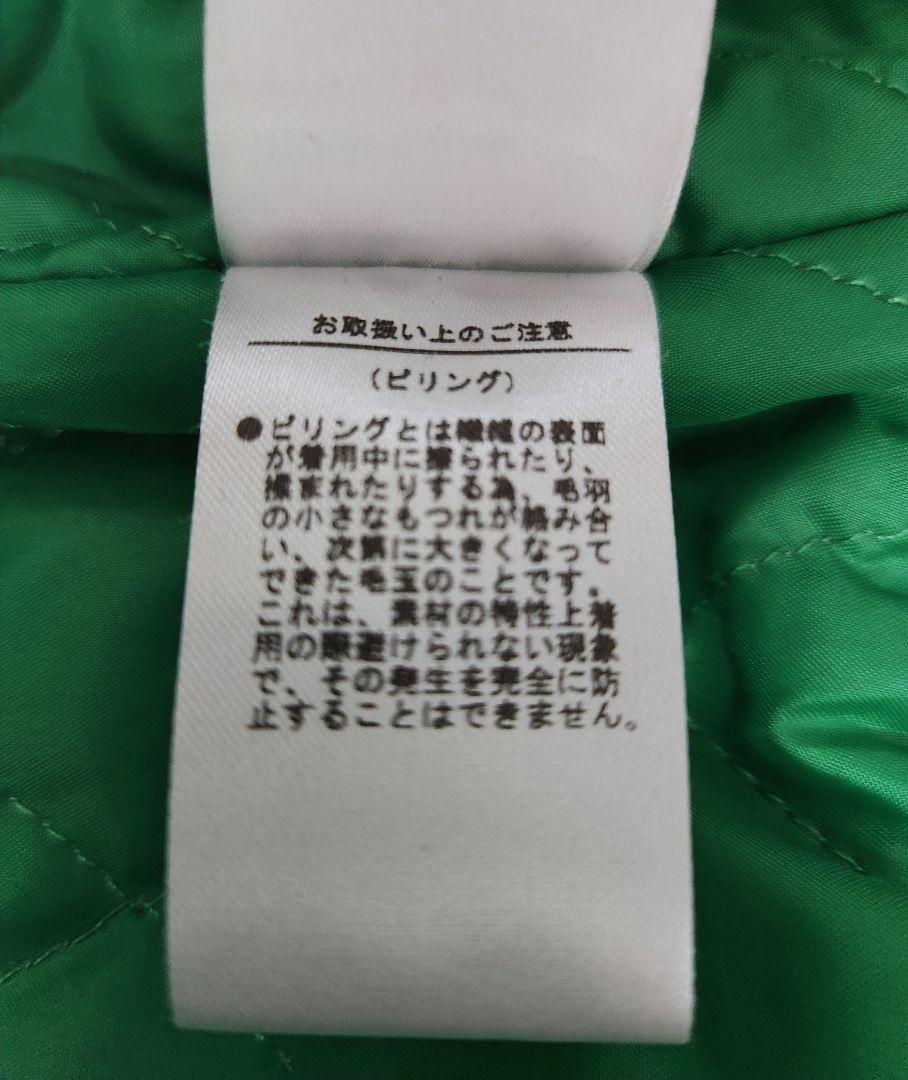 お取扱い上のご注意
(ピリング)
●ピリングとは繊維の表面
が着用中に擦られたり、
揉まれたりする為、毛羽
の小さなもつれが絡み合
い、次第に大きくなって
できた毛玉のことです。
これは、素材の特性上着
用の際避けられない現象
で、その発生を完全に防
止することはできません。